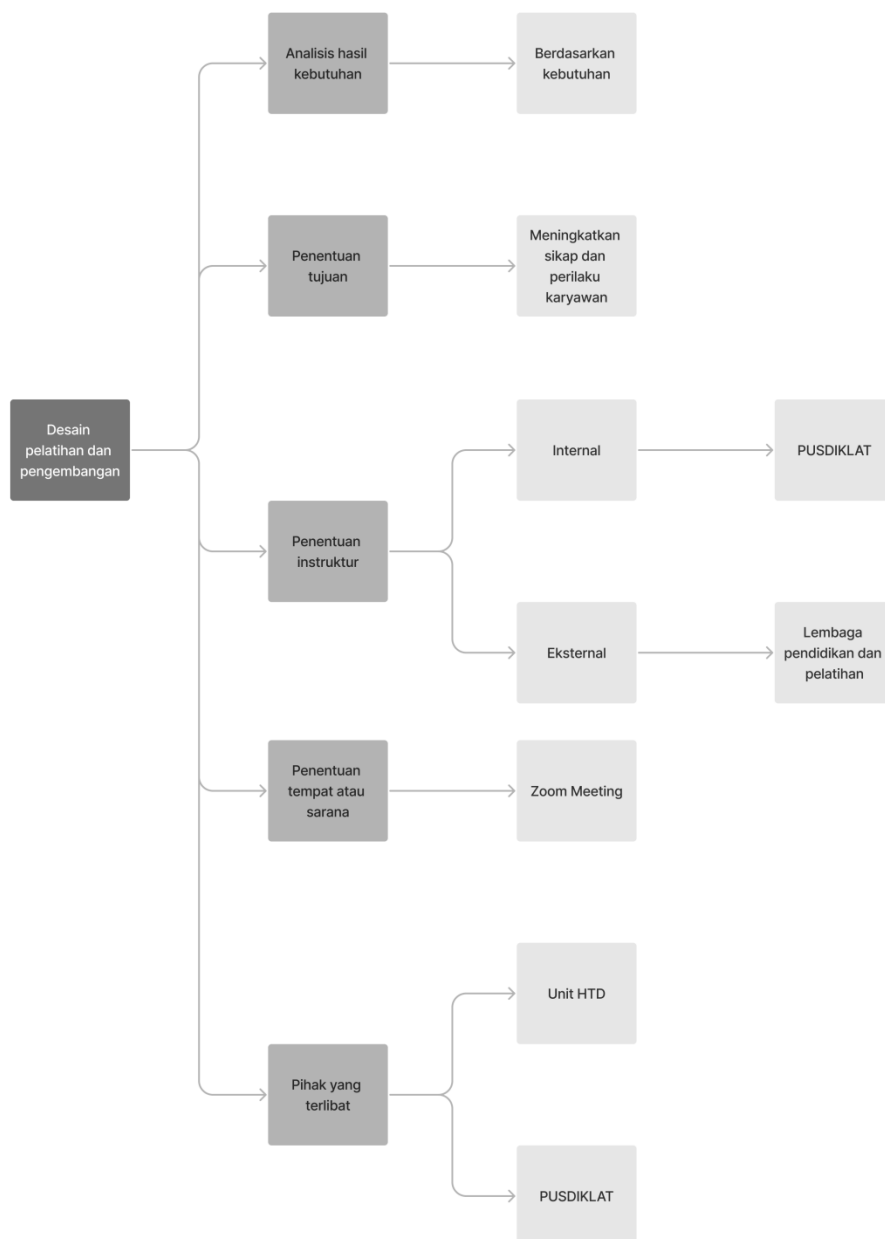 Analisis hasil
kebutuhan
Berdasarkan
kebutuhan
Penentuan
tujuan
Meningkatkan
sikap dan
perilaku
karyawan
Desain
pelatihan dan
pengembangan
Penentuan
instruktur
Internal
PUSDIKLAT
Eksternal
Lembaga
pendidikan dan
pelatihan
Penentuan
tempat atau
sarana
Zoom Meeting
Pihak yang
terlibat
Unit HTD
PUSDIKLAT